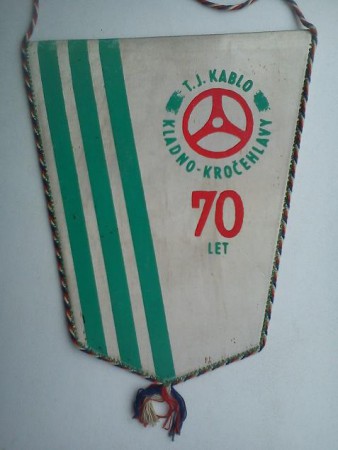 T.J. KABLO
KLADNO-KROČEHLAVY
70
LET